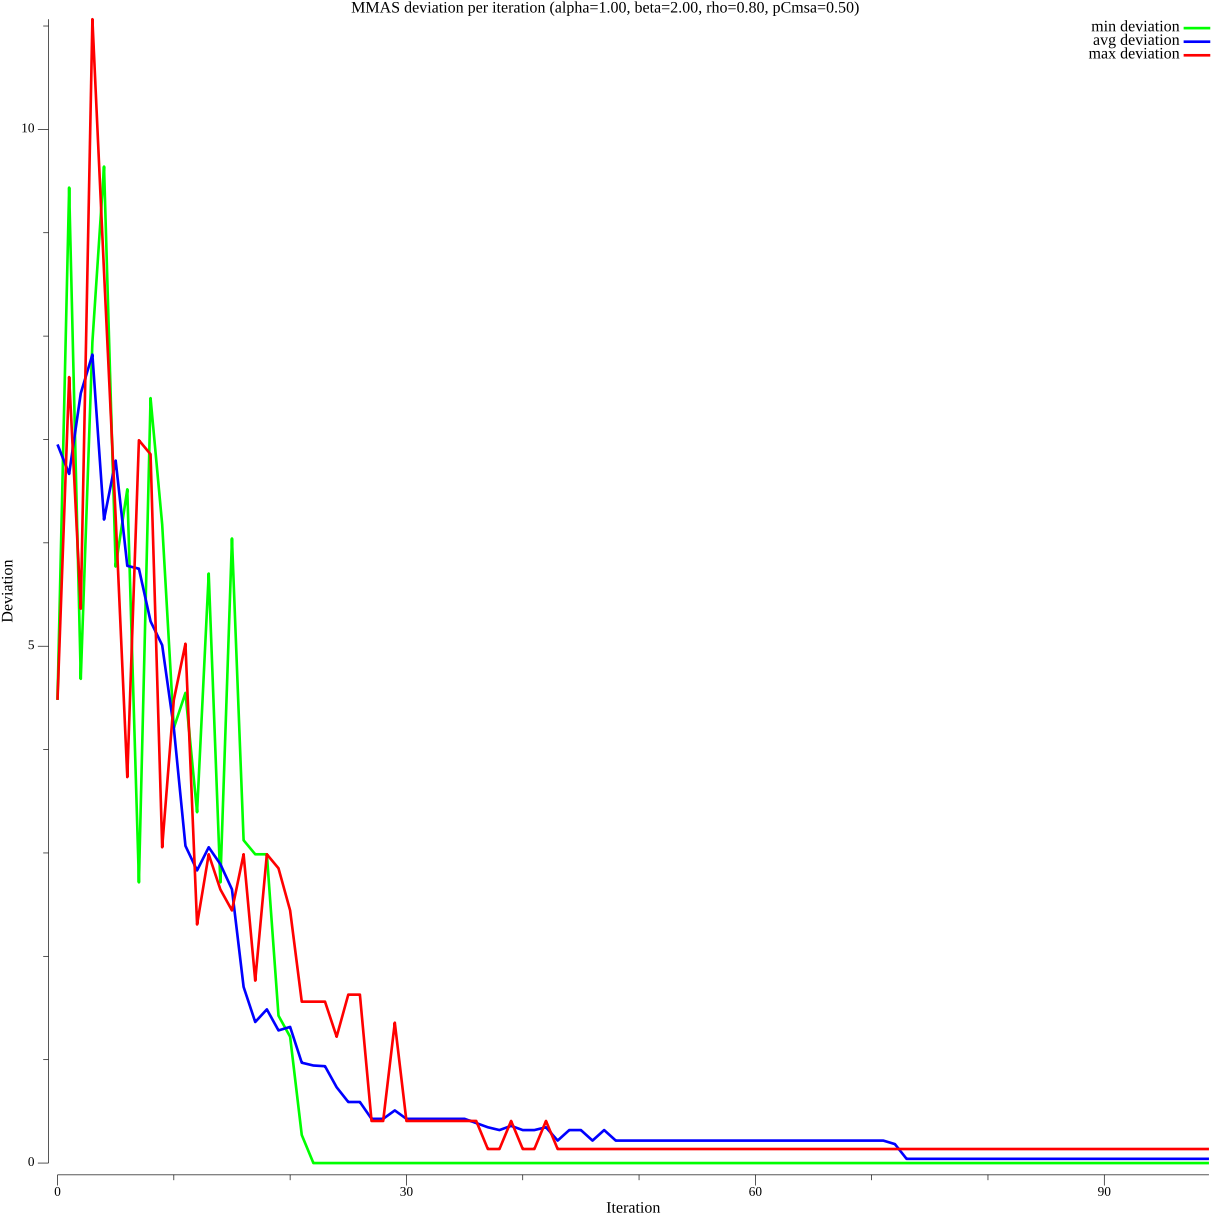 MMAS deviation per iteration (alpha=1.00, beta=2.00, rho=0.80, pCmsa=0.50)
min deviation
avg deviation
max deviation
10
5
0
Deviation
0 30 60 90
Iteration